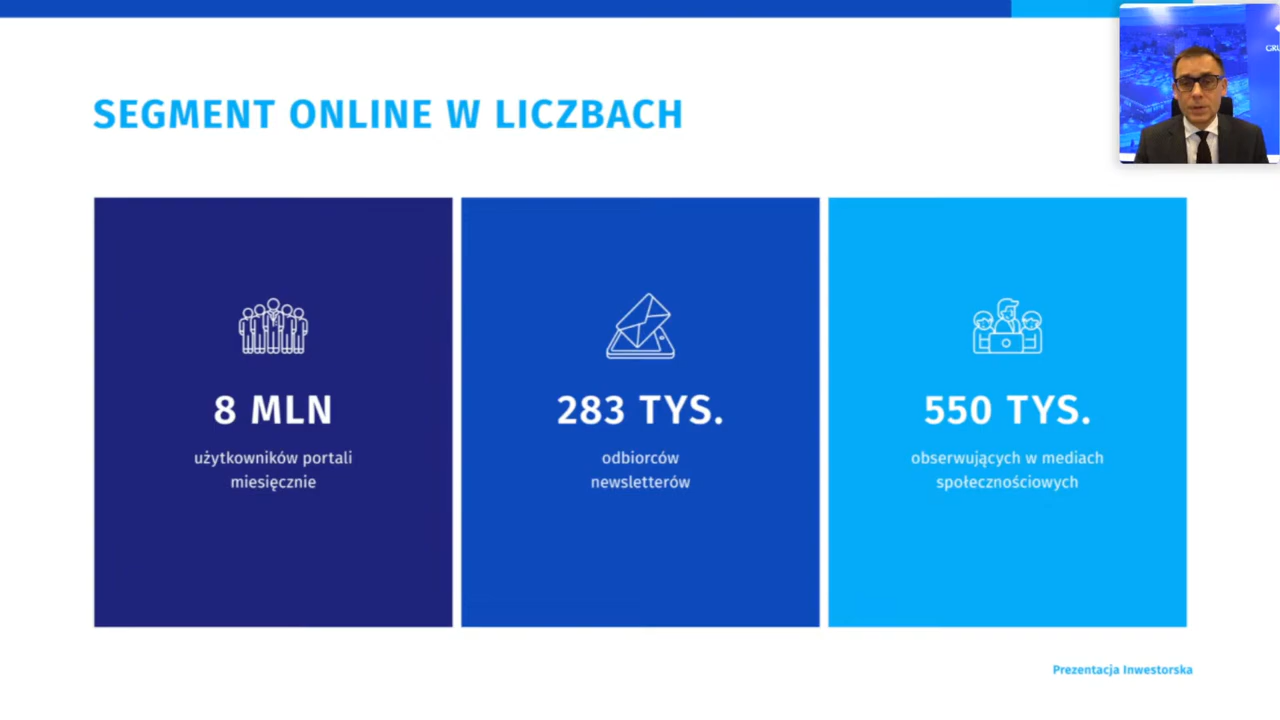 SEGMENT ONLINE W LICZBACH
8 MLN
użytkowników portali
miesięcznie
283 TYS.
odbiorców
newsletterów
550 TYS.
obserwujących w mediach
społecznościowych
Prezentacja Inwestorska